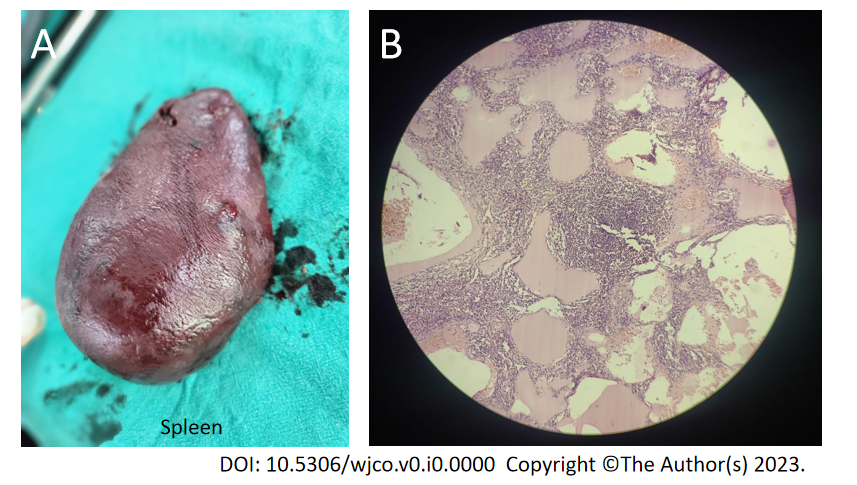 A
B
Spleen
DOI: 10.5306/wjco.v0.i0.0000 Copyright ©The Author(s) 2023.